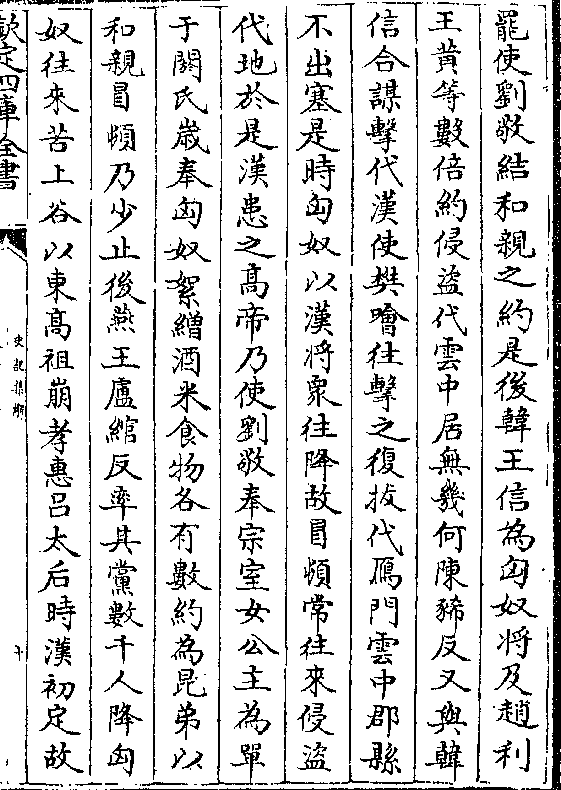 罷使劉敬結和親之約是後韓王信為匈奴將及趙利
王黄等數倍約侵盜代雲中居無幾何陳豨反又與韓
信合謀擊代漢使樊噲往擊之復拔代鴈門雲中郡縣
不出塞是時匈奴以漢將衆往降故冒頓常往來侵盜
代地於是漢患之高帝乃使劉敬奉宗室女公主為單
于閼氏歲奉匈奴絮繒酒米食物各有數約為昆弟以
和親冒頓乃少止後燕王盧綰反率其黨數千人降匈
奴往來苦上谷以東高祖崩孝惠吕太后時漢初定故
欽定四庫全書